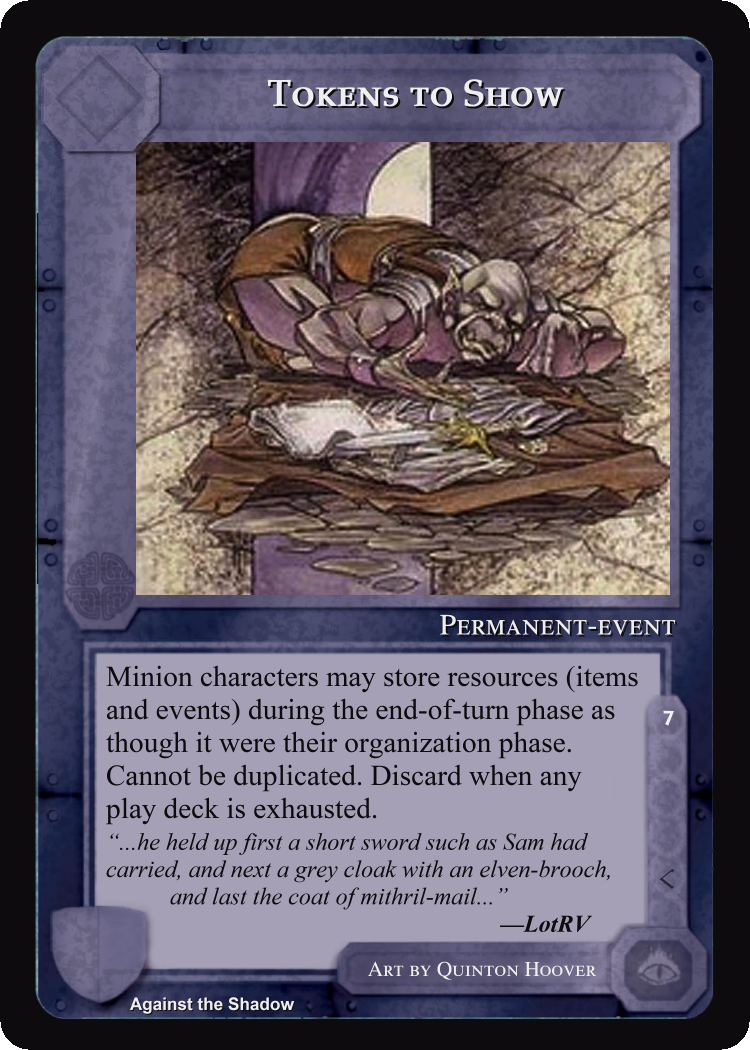 Tokens to Show
Permanent-event
Minion characters may store resources (items
and events) during the end-of-turn phase as
though it were their organization phase.
Cannot be duplicated. Discard when any
play deck is exhausted.
7
“...he held up first a short sword such as Sam had
carried, and next a grey cloak with an elven-brooch,
and last the coat of mithril-mail...”
—LotRV
Art by Quinton Hoover
Against the Shadow